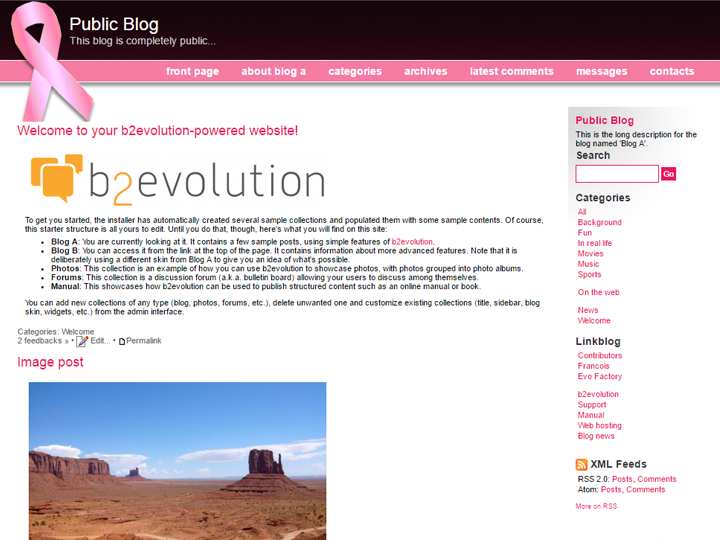 Public Blog
This blog is completely public...
front page about blog a categories archives latest comments messages contacts
Welcome to your b2evolution-powered website!
b2evolution
To get you started, the installer has automatically created several sample collections and populated them with some sample contents. Of course,
this starter structure is all yours to edit. Until you do that, though, here's what you will find on this site:
• Blog A: You are currently looking at it. It contains a few sample posts, using simple features of b2evolution.
• Blog B: You can access it from the link at the top of the page. It contains information about more advanced features. Note that it is
deliberately using a different skin from Blog A to give you an idea of what's possible.
• Photos: This collection is an example of how you can use b2evolution to showcase photos, with photos grouped into photo albums.
• Forums: This collection is a discussion forum (a.k.a. bulletin board) allowing your users to discuss among themselves.
• Manual: This showcases how b2evolution can be used to publish structured content such as an online manual or book.
You can add new collections of any type (blog, photos, forums, etc.), delete unwanted one and customize existing collections (title, sidebar, blog
skin, widgets, etc.) from the admin interface.
Categories: Welcome
2 feedbacks » • Edit... • Permalink
Image post
Public Blog
This is the long description for the
blog named 'Blog A'.
Search
Go
Categories
All
Background
Fun
In real life
Movies
Music
Sports
On the web
News
Welcome
Linkblog
Contributors
Francois
Evo Factory
b2evolution
Support
Manual
Web hosting
Blog news
XML Feeds
RSS 2.0: Posts, Comments
Atom: Posts, Comments
More on RSS